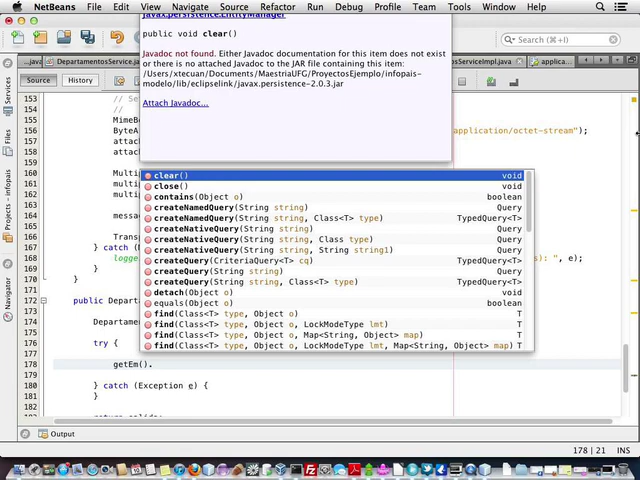 NetBeans File Edit View Navigate Source Refactor Run Debug Profile Team Tools Window Help
Search (⌘+I)
.java
DepartamentosService.java
sServiceImpl.java
applica...
Source History
javax.persistence.EntityManager
public void clear()
Javadoc not found. Either Javadoc documentation for this item does not exist
or there is no attached Javadoc to the JAR file containing this item:
/Users/xtecuan/Documents/MaestriaUFG/ProyectosEjemplo/infopais-
modelo/lib/eclipselink/javax.persistence-2.0.3.jar
Attach Javadoc...
Services
Files
Projects - infopais
Navigator
153
154 //
155 MimeBo
156 ByteA application/octet-stream");
157 attach
158 attach
159
160 Multip
161 multip
162 multip
163
164 messag
165
166 Trans
167 } catch (M
168 logge s): ", e);
169 }
170 }
171
172 public Depart
173
174 Departame
175
176 try {
177
178 getEm().
179
180 } catch (Exception e) {
181 }
182
clear() void
close() void
contains(Object o) boolean
createNamedQuery(String string) Query
createNamedQuery(String string, Class<T> type) TypedQuery<T>
createNativeQuery(String string) Query
createNativeQuery(String string, Class type) Query
createNativeQuery(String string, String string1) Query
createQuery(CriteriaQuery<T> cq) TypedQuery<T>
createQuery(String string) Query
createQuery(String string, Class<T> type) TypedQuery<T>
detach(Object o) void
equals(Object o) boolean
find(Class<T> type, Object o) T
find(Class<T> type, Object o, LockModeType lmt) T
find(Class<T> type, Object o, Map<String, Object> map) T
find(Class<T> type, Object o, LockModeType lmt, Map<String, Object> map) T
Output
178 | 21 INS